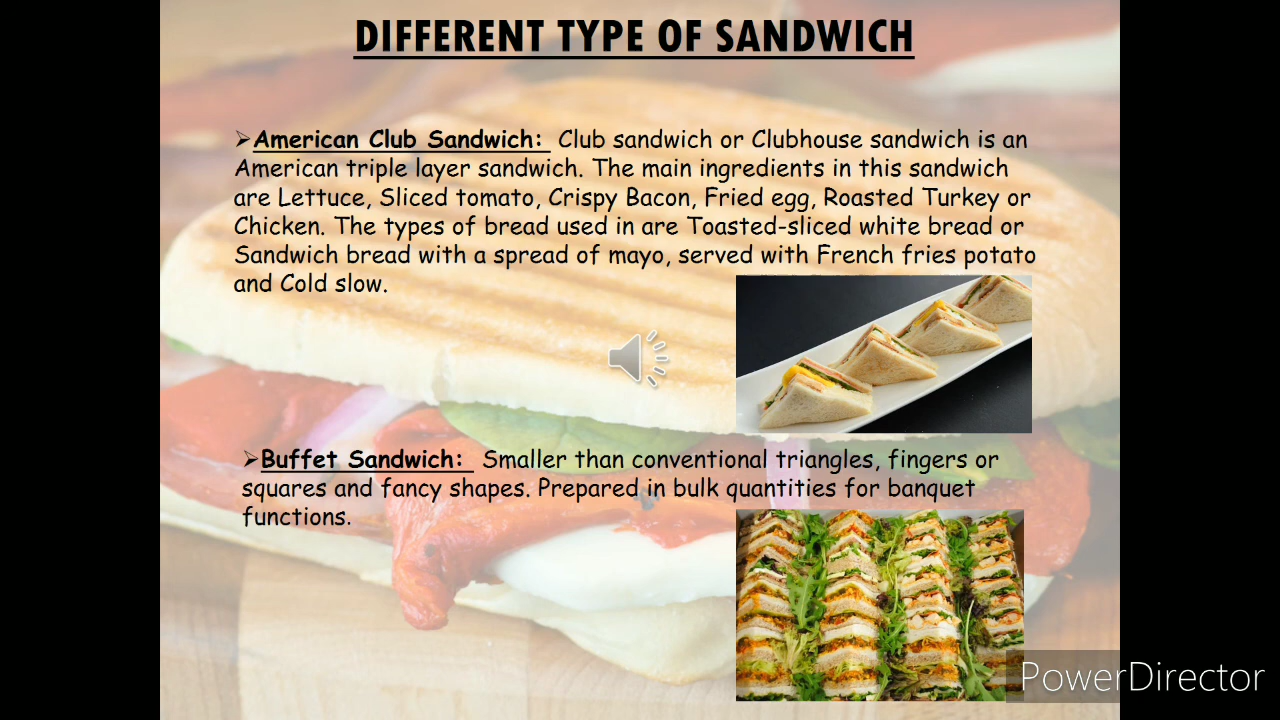 DIFFERENT TYPE OF SANDWICH
➢American Club Sandwich: Club sandwich or Clubhouse sandwich is an
American triple layer sandwich. The main ingredients in this sandwich
are Lettuce, Sliced tomato, Crispy Bacon, Fried egg, Roasted Turkey or
Chicken. The types of bread used in are Toasted-sliced white bread or
Sandwich bread with a spread of mayo, served with French fries potato
and Cold slow.
➢Buffet Sandwich: Smaller than conventional triangles, fingers or
squares and fancy shapes. Prepared in bulk quantities for banquet
functions.
PowerDirector